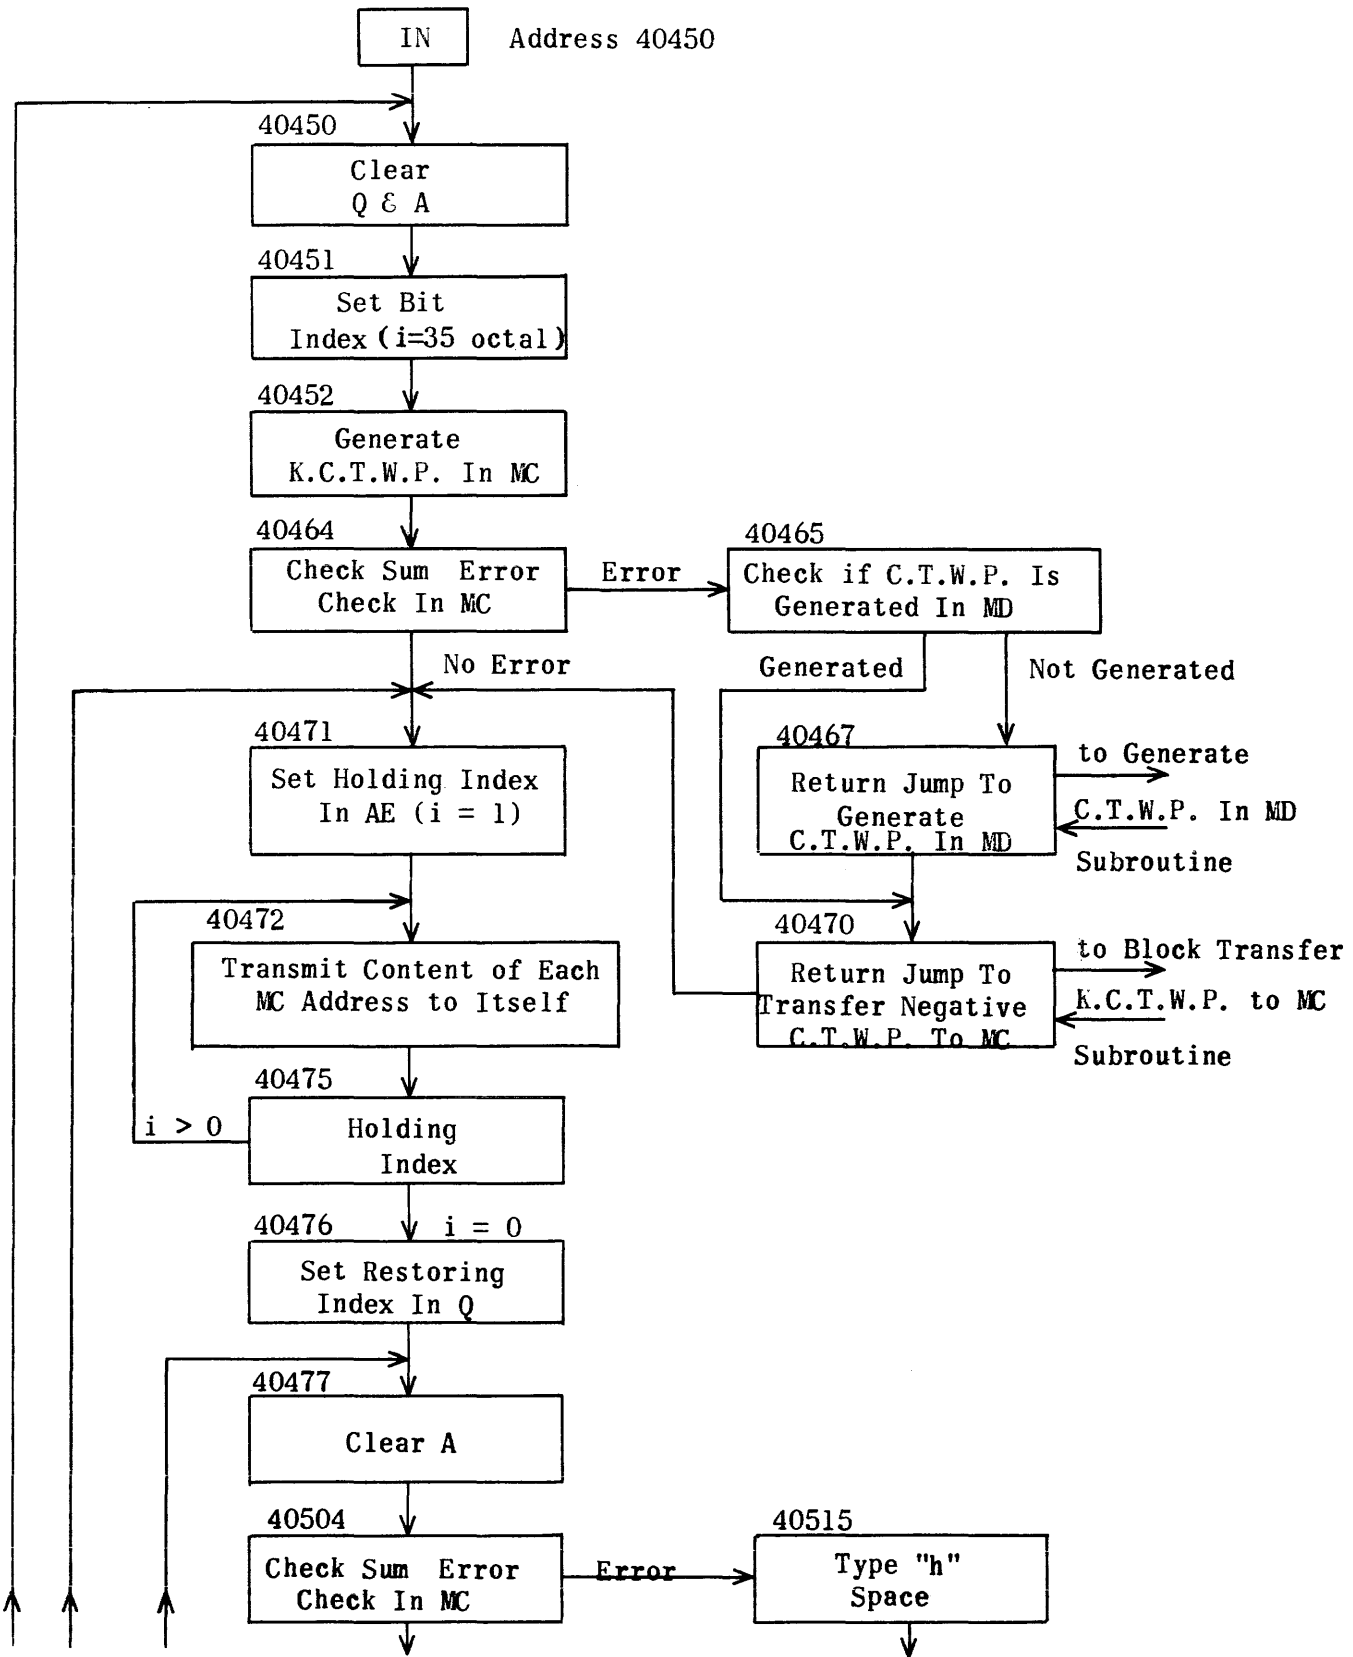 IN
Address 40450
40450
Clear
Q & A
40451
Set Bit
Index (i=35 octal)
40452
Generate
K.C.T.W.P. In MC
40464
Check Sum Error
Check In MC
Error
40465
Check if C.T.W.P. Is
Generated In MD
No Error
Generated
Not Generated
40471
Set Holding Index
In AE (i = 1)
40467
Return Jump To
Generate
C.T.W.P. In MD
to Generate
C.T.W.P. In MD
Subroutine
40472
Transmit Content of Each
MC Address to Itself
40470
Return Jump To
Transfer Negative
C.T.W.P. To MC
to Block Transfer
K.C.T.W.P. to MC
Subroutine
40475
i > 0
Holding
Index
40476
i = 0
Set Restoring
Index In Q
40477
Clear A
40504
Check Sum Error
Check In MC
Error
40515
Type "h"
Space